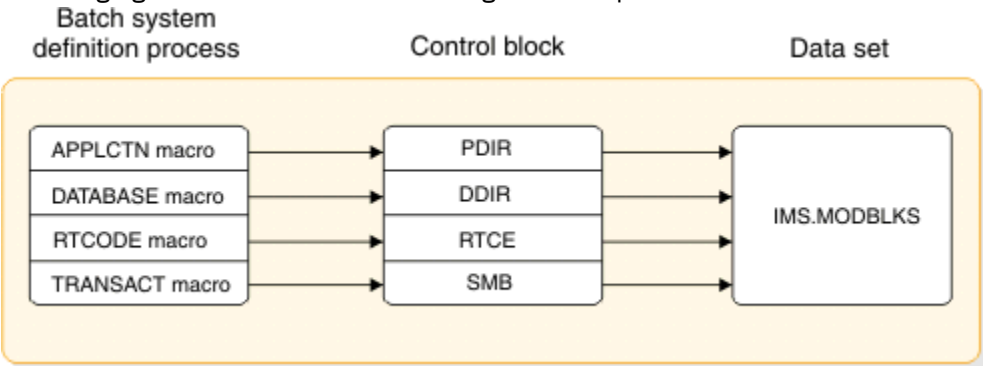 Batch system
definition process
Control block
Data set
APPLCTN macro
PDIR
DATABASE macro
DDIR
RTCODE macro
RTCE
TRANSACT macro
SMB
IMS.MODBLKS